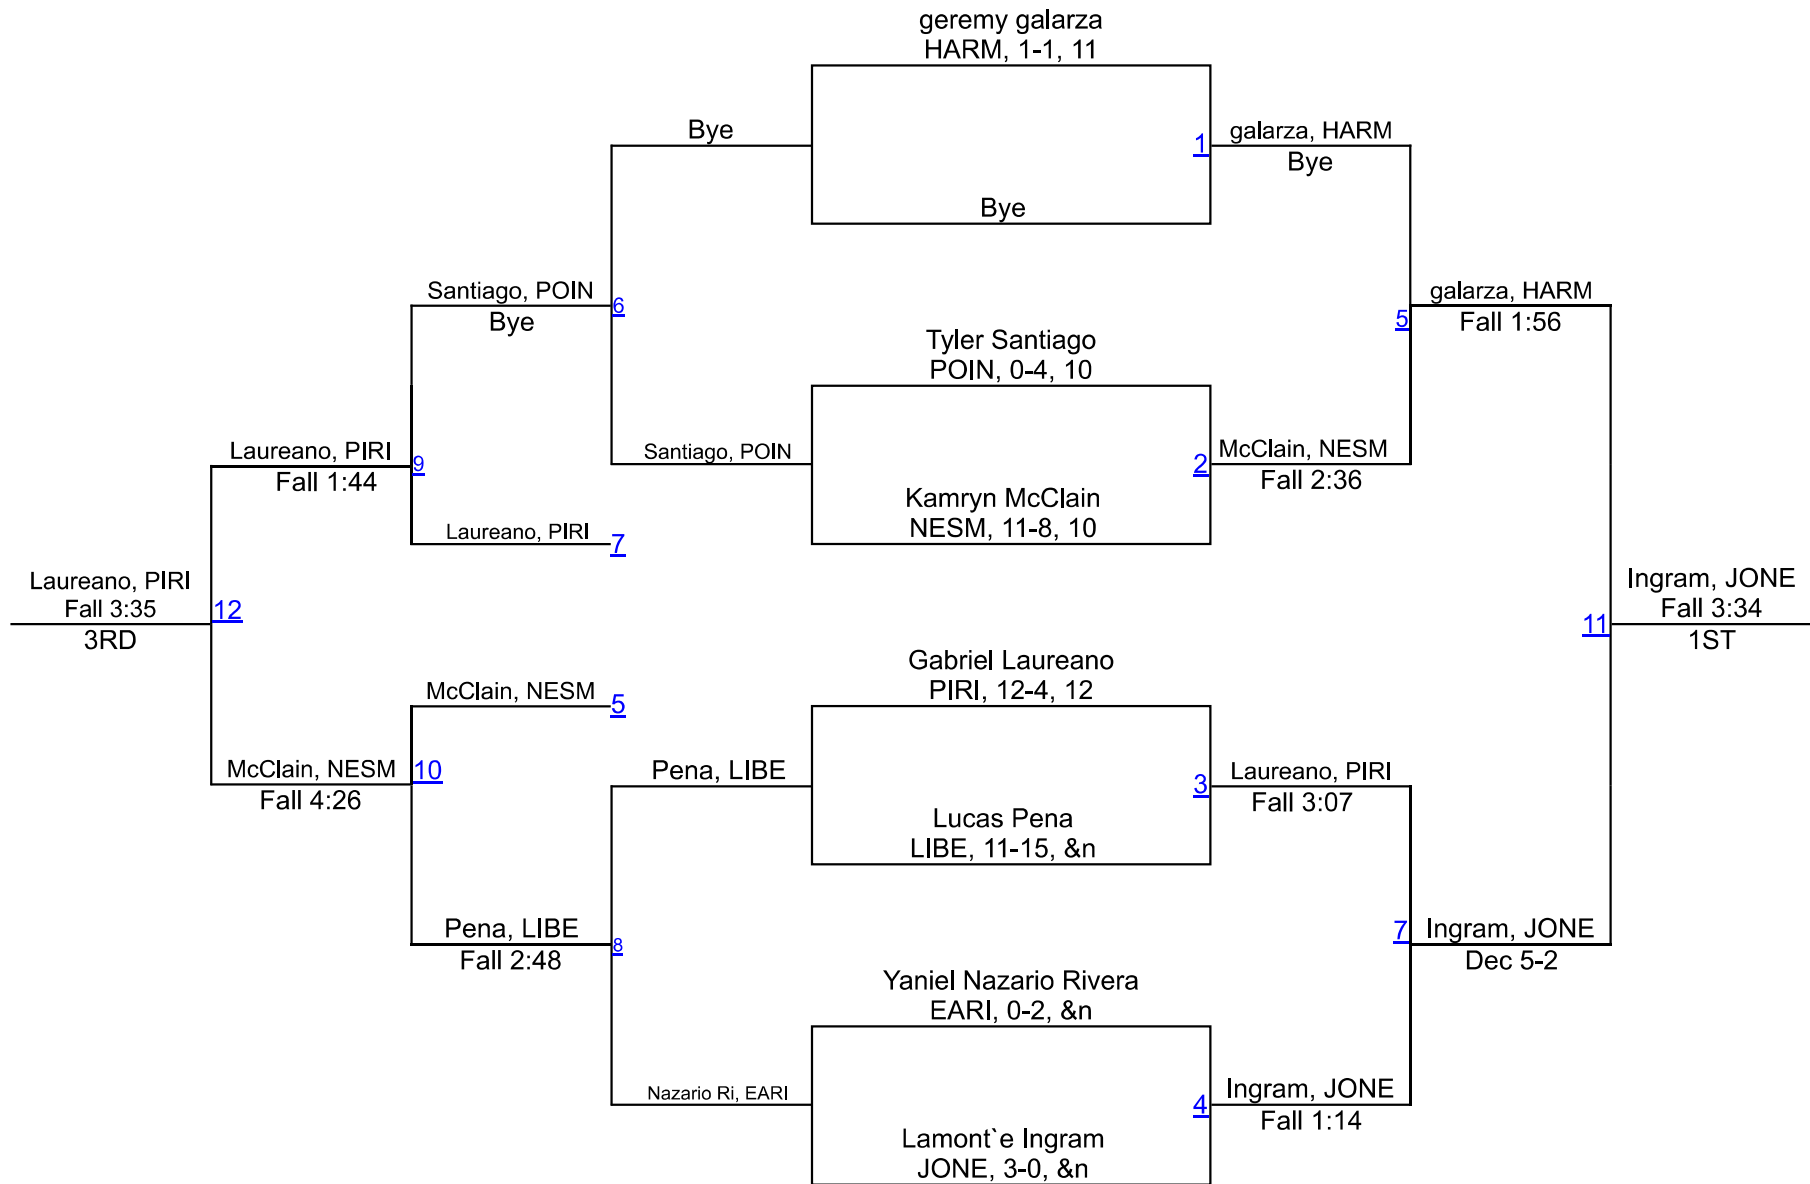 geremy galarza
HARM, 1-1, 11
Bye
1
galarza, HARM
Bye
Bye
Santiago, POIN
Bye
6
galarza, HARM
Fall 1:56
5
Tyler Santiago
POIN, 0-4, 10
Laureano, PIRI
Fall 1:44
9
Santiago, POIN
2
McClain, NESM
Fall 2:36
Kamryn McClain
NESM, 11-8, 10
Laureano, PIRI
7
Laureano, PIRI
Fall 3:35
3RD
12
11
Ingram, JONE
Fall 3:34
1ST
Gabriel Laureano
PIRI, 12-4, 12
McClain, NESM
5
McClain, NESM
Fall 4:26
10
Pena, LIBE
3
Laureano, PIRI
Fall 3:07
Lucas Pena
LIBE, 11-15, &n
Pena, LIBE
Fall 2:48
8
7
Ingram, JONE
Dec 5-2
Yaniel Nazario Rivera
EARI, 0-2, &n
Nazario Ri, EARI
4
Ingram, JONE
Fall 1:14
Lamont`e Ingram
JONE, 3-0, &n